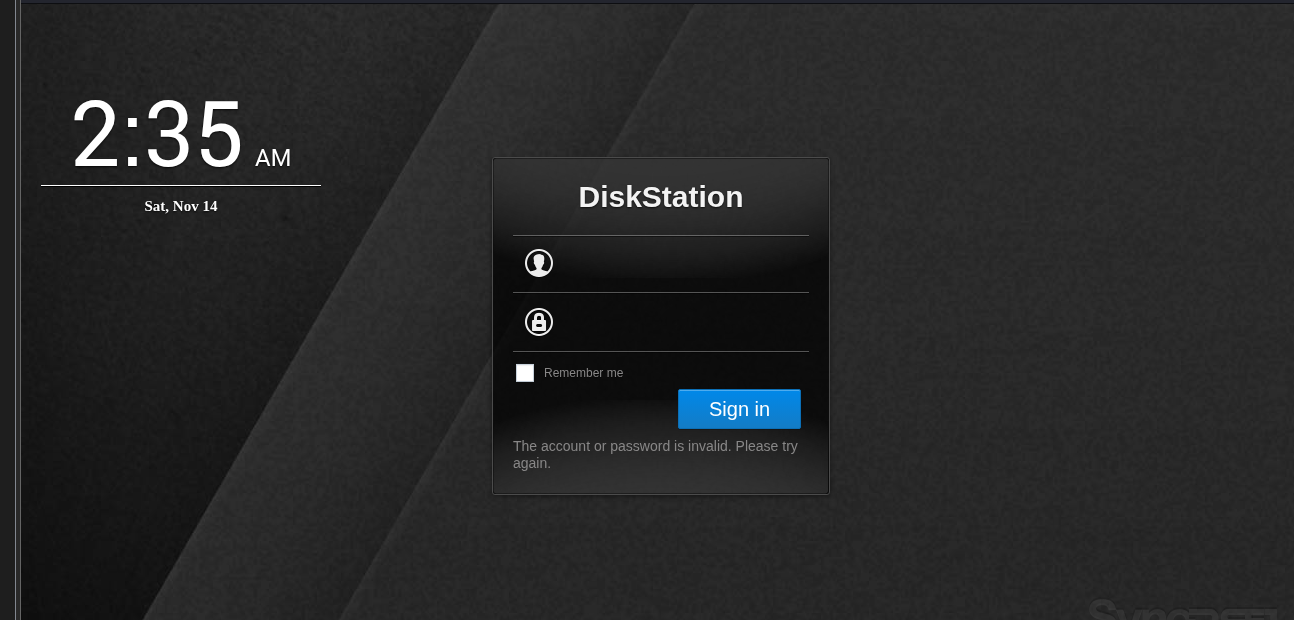 2:35 AM
Sat, Nov 14
DiskStation
Remember me
Sign in
The account or password is invalid. Please try
again.